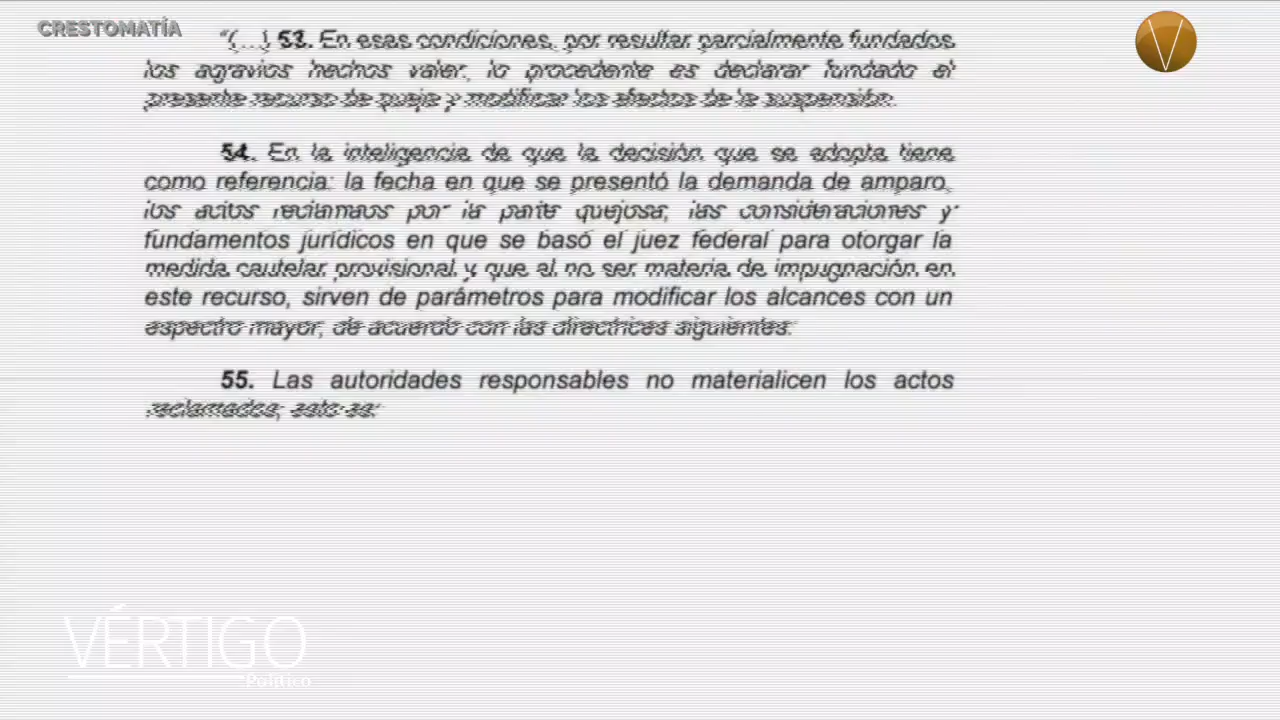 CRESTOMATÍA
"(...) 53. En esas condiciones, por resultar parcialmente fundados
los agravios hechos valer, lo procedente es declarar fundado el
presente recurso de queja y modificar los efectos de la suspensión.
54. En la inteligencia de que la decisión que se adopta tiene
como referencia: la fecha en que se presentó la demanda de amparo,
los actos reclamados por la parte quejosa, las consideraciones y
fundamentos jurídicos en que se basó el juez federal para otorgar la
medida cautelar provisional y que al no ser materia de impugnación en
este recurso, sirven de parámetros para modificar los alcances con un
espectro mayor, de acuerdo con las directrices siguientes:
55. Las autoridades responsables no materialicen los actos
reclamados, esto es:
VÉRTIGO
Político